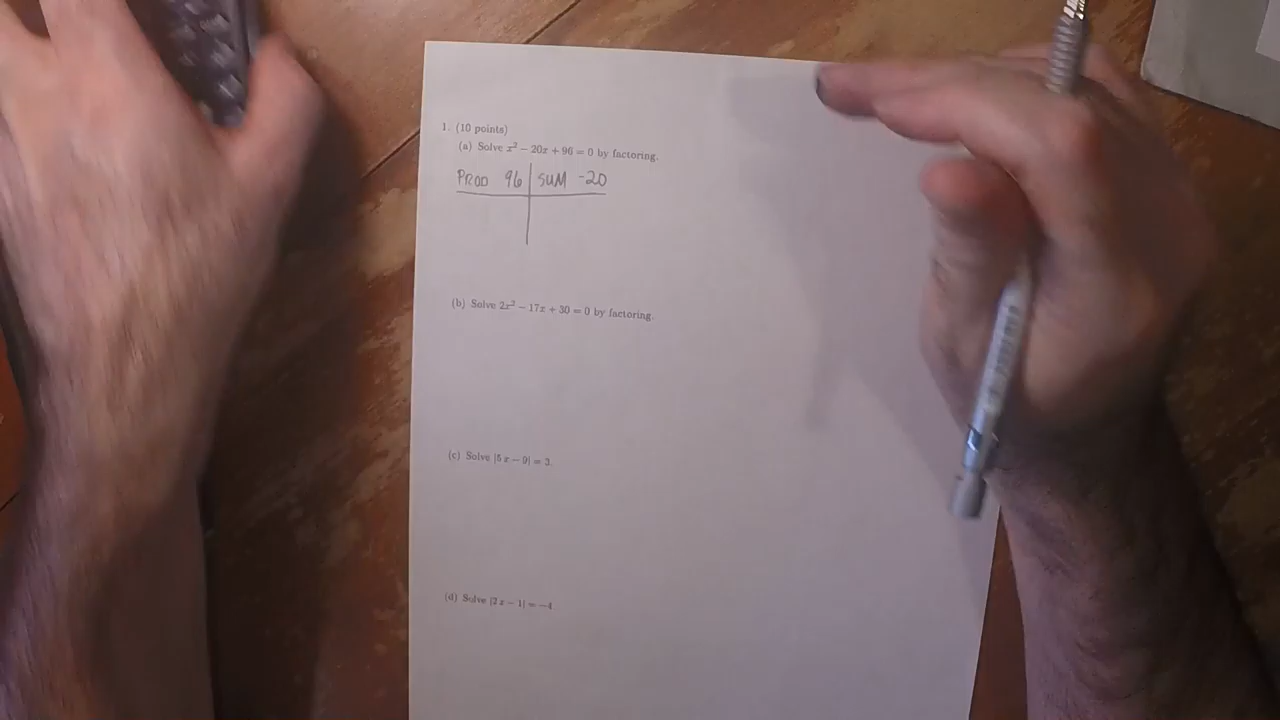 1. (10 points)
(a) Solve x² − 20x + 96 = 0 by factoring.
PROD 96 | SUM -20
(b) Solve 2x² − 17x + 30 = 0 by factoring.
(c) Solve |5x − 9| = 3.
(d) Solve |2x − 1| = −4